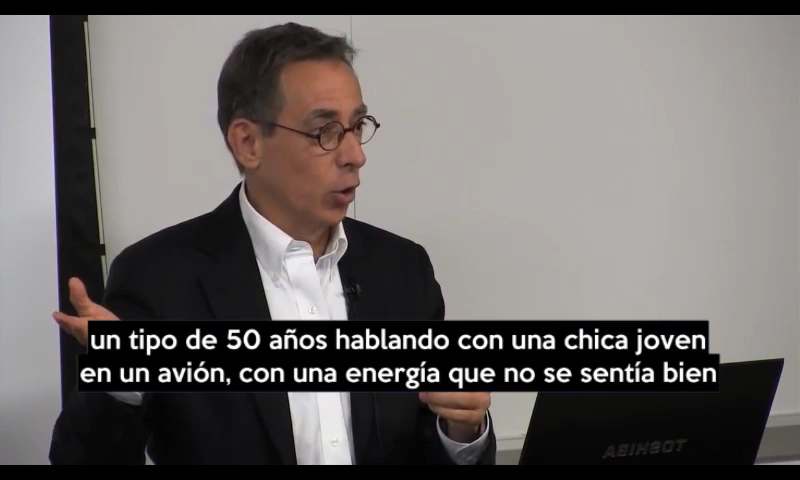 un tipo de 50 años hablando con una chica joven
en un avión, con una energía que no se sentía bien
TOSHIBA